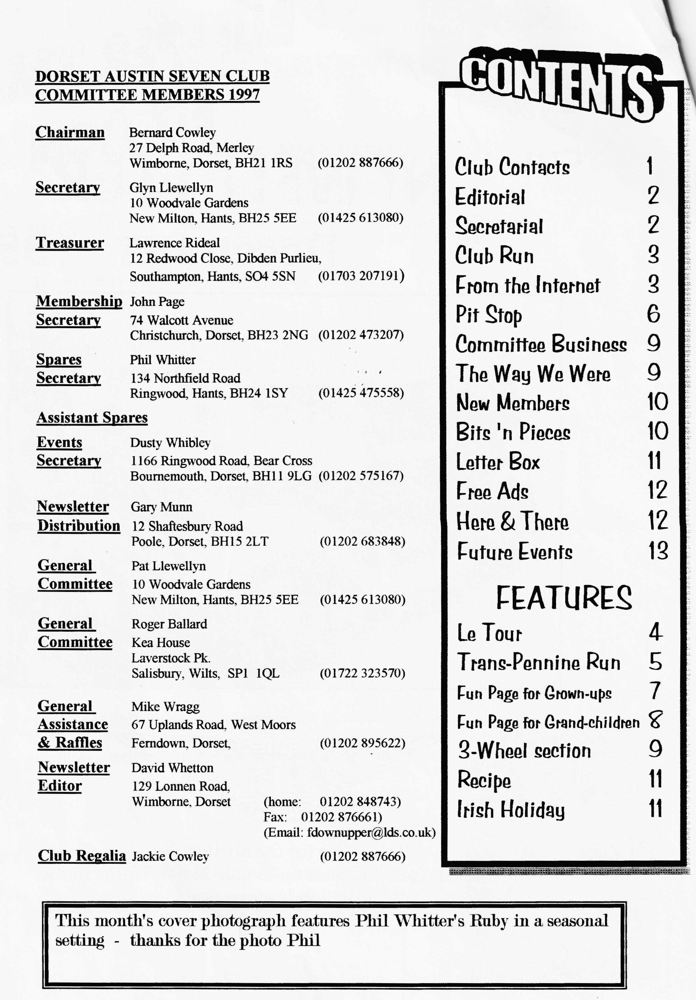 DORSET AUSTIN SEVEN CLUB
COMMITTEE MEMBERS 1997
Chairman Bernard Cowley
27 Delph Road, Merley
Wimborne, Dorset, BH21 1RS (01202 887666)
Secretary Glyn Llewellyn
10 Woodvale Gardens
New Milton, Hants, BH25 5EE (01425 613080)
Treasurer Lawrence Rideal
12 Redwood Close, Dibden Purlieu,
Southampton, Hants, SO4 5SN (01703 207191)
Membership John Page
Secretary 74 Walcott Avenue
Christchurch, Dorset, BH23 2NG (01202 473207)
Spares Phil Whitter
Secretary 134 Northfield Road
Ringwood, Hants, BH24 1SY (01425 475558)
Assistant Spares
Events Dusty Whibley
Secretary 1166 Ringwood Road, Bear Cross
Bournemouth, Dorset, BH11 9LG (01202 575167)
Newsletter Gary Munn
Distribution 12 Shaftesbury Road
Poole, Dorset, BH15 2LT (01202 683848)
General Pat Llewellyn
Committee 10 Woodvale Gardens
New Milton, Hants, BH25 5EE (01425 613080)
General Roger Ballard
Committee Kea House
Laverstock Pk.
Salisbury, Wilts, SP1 1QL (01722 323570)
General Mike Wragg
Assistance 67 Uplands Road, West Moors
& Raffles Ferndown, Dorset, (01202 895622)
Newsletter David Whetton
Editor 129 Lonnen Road,
Wimborne, Dorset (home: 01202 848743)
Fax: 01202 876661)
(Email: fdownupper@lds.co.uk)
Club Regalia Jackie Cowley (01202 887666)
CONTENTS
Club Contacts 1
Editorial 2
Secretarial 2
Club Run 3
From the Internet 3
Pit Stop 6
Committee Business 9
The Way We Were 9
New Members 10
Bits 'n Pieces 10
Letter Box 11
Free Ads 12
Here & There 12
Future Events 13
FEATURES
Le Tour 4
Trans-Pennine Run 5
Fun Page for Grown-ups 7
Fun Page for Grand-children 8
3-Wheel section 9
Recipe 11
Irish Holiday 11
This month's cover photograph features Phil Whitter's Ruby in a seasonal
setting - thanks for the photo Phil